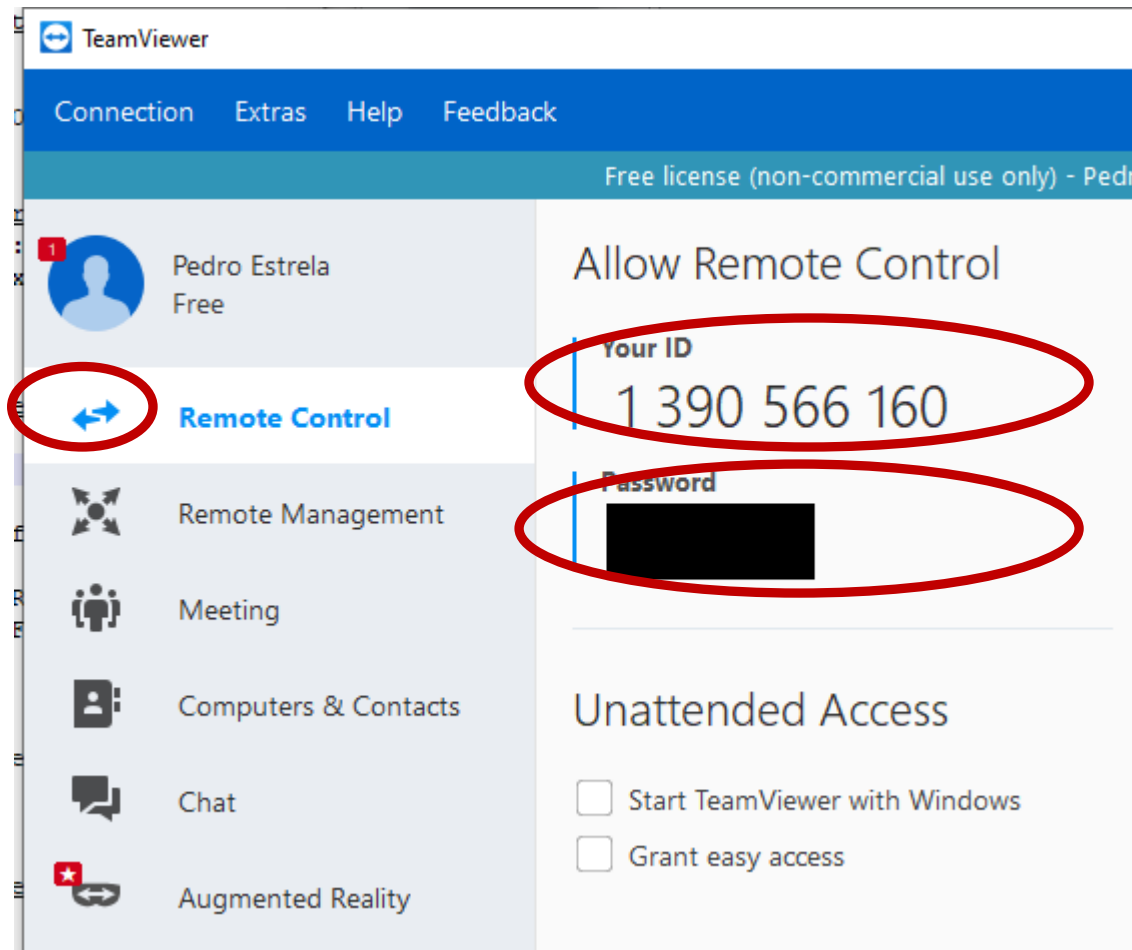 TeamViewer
Connection Extras Help Feedback
Free license (non-commercial use only) - Pedr
1
Pedro Estrela
Free
Remote Control
Remote Management
Meeting
Computers & Contacts
Chat
Augmented Reality
Allow Remote Control
Your ID
1 390 566 160
Password
Unattended Access
Start TeamViewer with Windows
Grant easy access